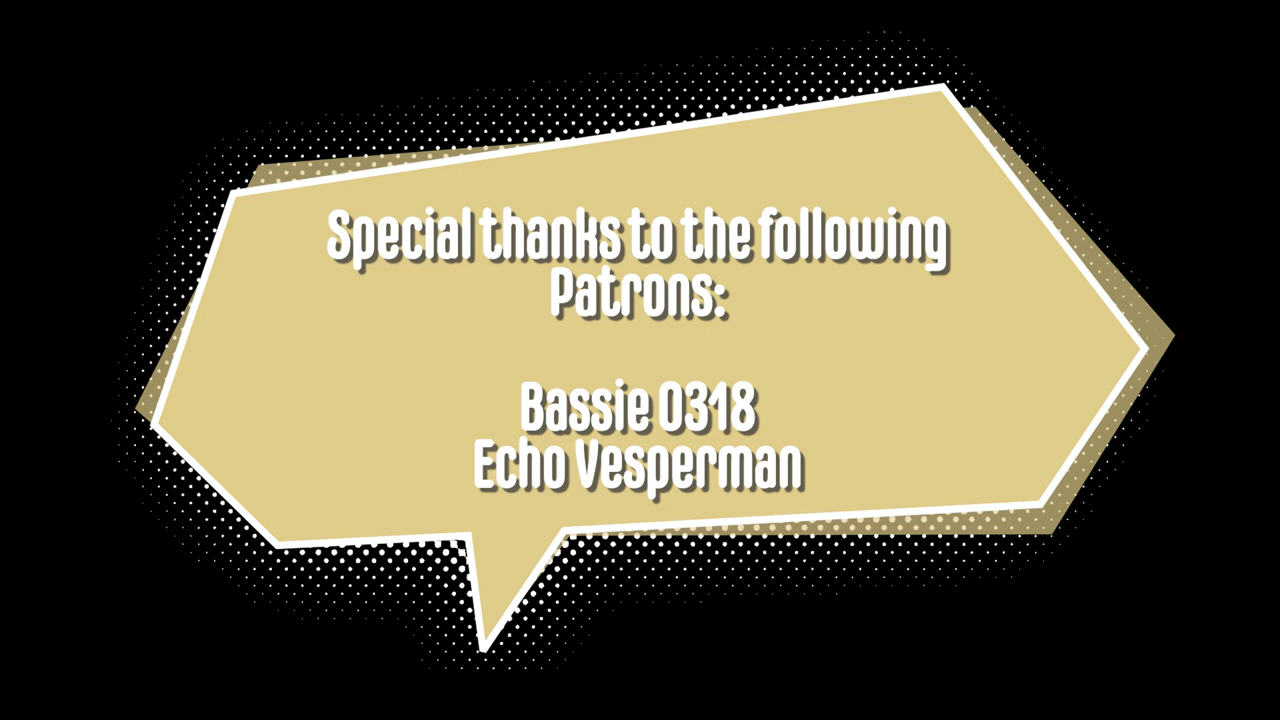 Special thanks to the following
Patrons:
Bassie 0318
Echo Vesperman